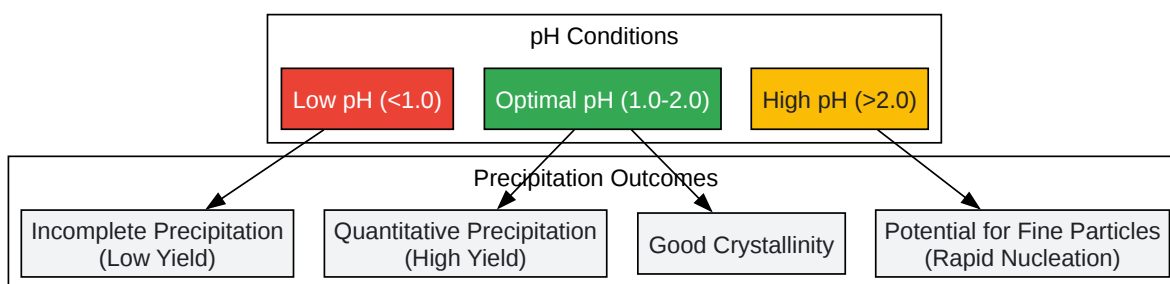 pH Conditions
Low pH (<1.0)
Optimal pH (1.0-2.0)
High pH (>2.0)
Precipitation Outcomes
Incomplete Precipitation
(Low Yield)
Quantitative Precipitation
(High Yield)
Good Crystallinity
Potential for Fine Particles
(Rapid Nucleation)